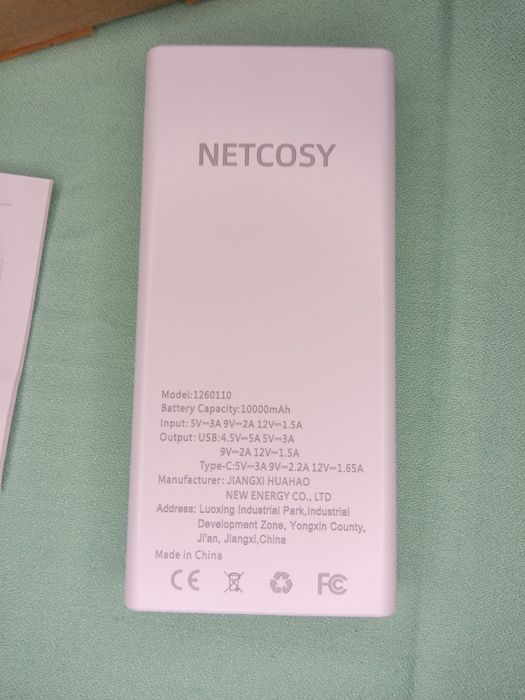 NETCOSY
Model:1260110
Battery Capacity:10000mAh
Input: 5V⎓3A 9V⎓2A 12V⎓1.5A
Output: USB:4.5V⎓5A 5V⎓3A
9V⎓2A 12V⎓1.5A
Type-C:5V⎓3A 9V⎓2.2A 12V⎓1.65A
Manufacturer: JIANGXI HUAHAO
NEW ENERGY CO., LTD
Address: Luoxing Industrial Park,Industrial
Development Zone, Yongxin County,
Ji'an, Jiangxi,China
Made in China
CE FC